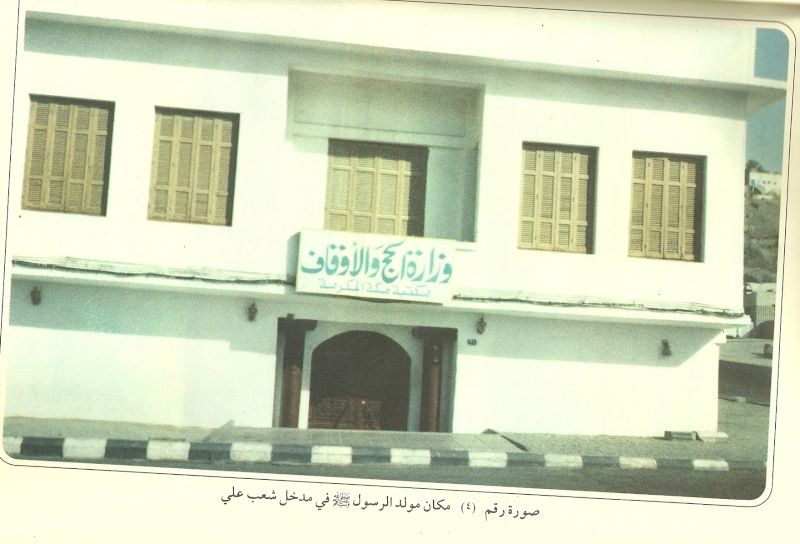 وزارة الحج والأوقاف
مكتبة مكة المكرمة
صورة رقم (٤) مكان مولد الرسول ﷺ في مدخل شعب علي